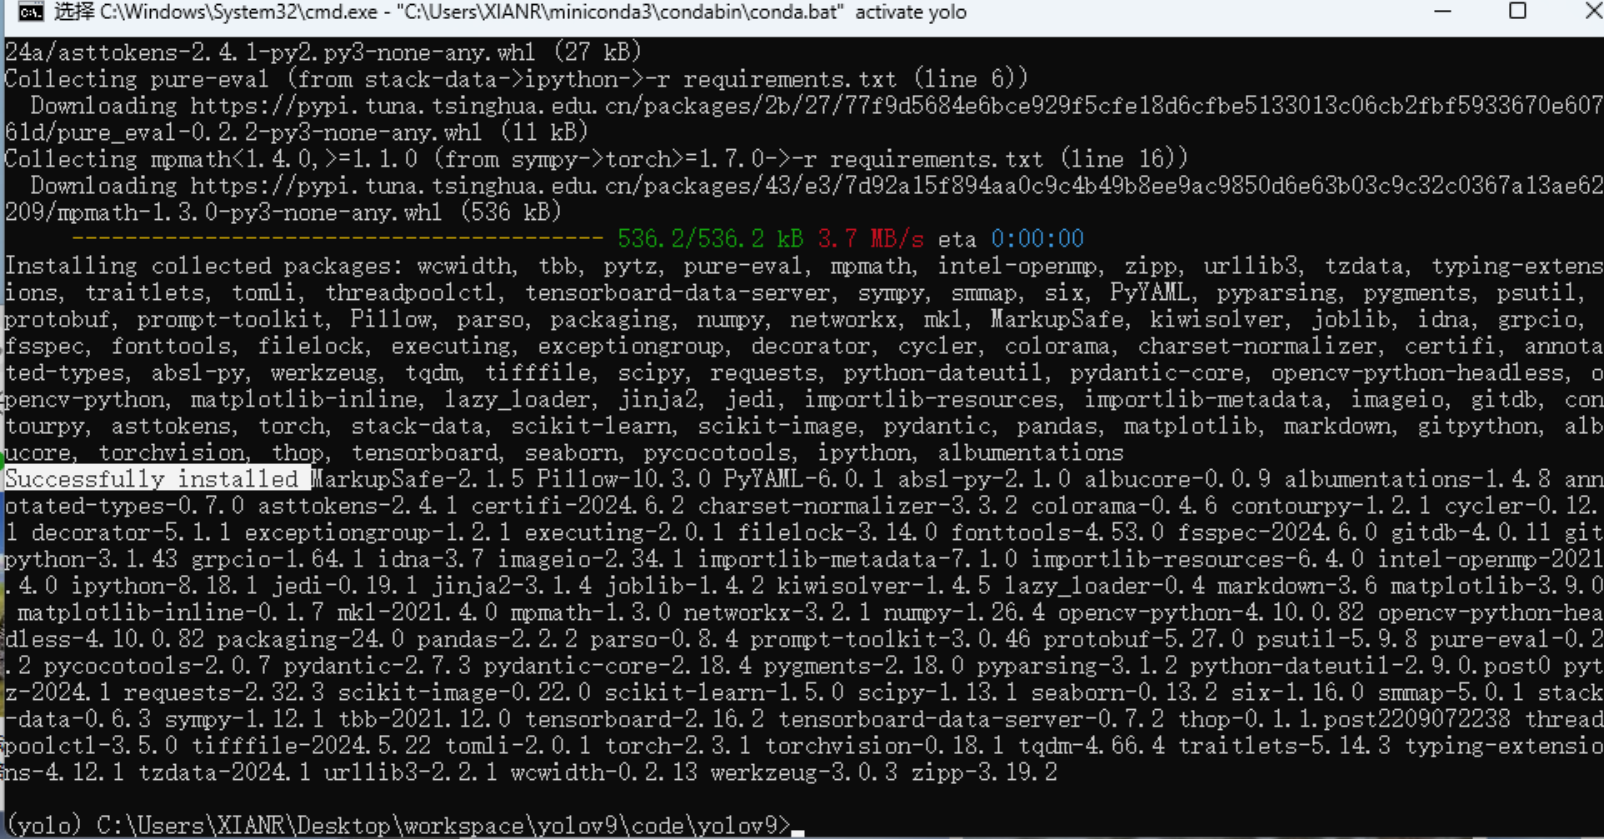 选择 C:\Windows\System32\cmd.exe - "C:\Users\XIANR\miniconda3\condabin\conda.bat" activate yolo
24a/asttokens-2.4.1-py2.py3-none-any.whl (27 kB)
Collecting pure-eval (from stack-data->ipython->-r requirements.txt (line 6))
  Downloading https://pypi.tuna.tsinghua.edu.cn/packages/2b/27/77f9d5684e6bce929f5cfe18d6cfbe5133013c06cb2fbf5933670e607
61d/pure_eval-0.2.2-py3-none-any.whl (11 kB)
Collecting mpmath<1.4.0,>=1.1.0 (from sympy->torch>=1.7.0->-r requirements.txt (line 16))
  Downloading https://pypi.tuna.tsinghua.edu.cn/packages/43/e3/7d92a15f894aa0c9c4b49b8ee9ac9850d6e63b03c9c32c0367a13ae62
209/mpmath-1.3.0-py3-none-any.whl (536 kB)
---------------------------------------- 536.2/536.2 kB 3.7 MB/s eta 0:00:00
Installing collected packages: wcwidth, tbb, pytz, pure-eval, mpmath, intel-openmp, zipp, urllib3, tzdata, typing-extens
ions, traitlets, tomli, threadpoolctl, tensorboard-data-server, sympy, smmap, six, PyYAML, pyparsing, pygments, psutil,
protobuf, prompt-toolkit, Pillow, parso, packaging, numpy, networkx, mkl, MarkupSafe, kiwisolver, joblib, idna, grpcio,
fsspec, fonttools, filelock, executing, exceptiongroup, decorator, cycler, colorama, charset-normalizer, certifi, annota
ted-types, absl-py, werkzeug, tqdm, tifffile, scipy, requests, python-dateutil, pydantic-core, opencv-python-headless, o
pencv-python, matplotlib-inline, lazy_loader, jinja2, jedi, importlib-resources, importlib-metadata, imageio, gitdb, con
tourpy, asttokens, torch, stack-data, scikit-learn, scikit-image, pydantic, pandas, matplotlib, markdown, gitpython, alb
ucore, torchvision, thop, tensorboard, seaborn, pycocotools, ipython, albumentations
Successfully installed MarkupSafe-2.1.5 Pillow-10.3.0 PyYAML-6.0.1 absl-py-2.1.0 albucore-0.0.9 albumentations-1.4.8 ann
otated-types-0.7.0 asttokens-2.4.1 certifi-2024.6.2 charset-normalizer-3.3.2 colorama-0.4.6 contourpy-1.2.1 cycler-0.12.
1 decorator-5.1.1 exceptiongroup-1.2.1 executing-2.0.1 filelock-3.14.0 fonttools-4.53.0 fsspec-2024.6.0 gitdb-4.0.11 git
python-3.1.43 grpcio-1.64.1 idna-3.7 imageio-2.34.1 importlib-metadata-7.1.0 importlib-resources-6.4.0 intel-openmp-2021
.4.0 ipython-8.18.1 jedi-0.19.1 jinja2-3.1.4 joblib-1.4.2 kiwisolver-1.4.5 lazy_loader-0.4 markdown-3.6 matplotlib-3.9.0
 matplotlib-inline-0.1.7 mkl-2021.4.0 mpmath-1.3.0 networkx-3.2.1 numpy-1.26.4 opencv-python-4.10.0.82 opencv-python-hea
dless-4.10.0.82 packaging-24.0 pandas-2.2.2 parso-0.8.4 prompt-toolkit-3.0.46 protobuf-5.27.0 psutil-5.9.8 pure-eval-0.2
.2 pycocotools-2.0.7 pydantic-2.7.3 pydantic-core-2.18.4 pygments-2.18.0 pyparsing-3.1.2 python-dateutil-2.9.0.post0 pyt
z-2024.1 requests-2.32.3 scikit-image-0.22.0 scikit-learn-1.5.0 scipy-1.13.1 seaborn-0.13.2 six-1.16.0 smmap-5.0.1 stack
-data-0.6.3 sympy-1.12.1 tbb-2021.12.0 tensorboard-2.16.2 tensorboard-data-server-0.7.2 thop-0.1.1.post2209072238 thread
poolctl-3.5.0 tifffile-2024.5.22 tomli-2.0.1 torch-2.3.1 torchvision-0.18.1 tqdm-4.66.4 traitlets-5.14.3 typing-extensio
ns-4.12.1 tzdata-2024.1 urllib3-2.2.1 wcwidth-0.2.13 werkzeug-3.0.3 zipp-3.19.2
(yolo) C:\Users\XIANR\Desktop\workspace\yolov9\code\yolov9>